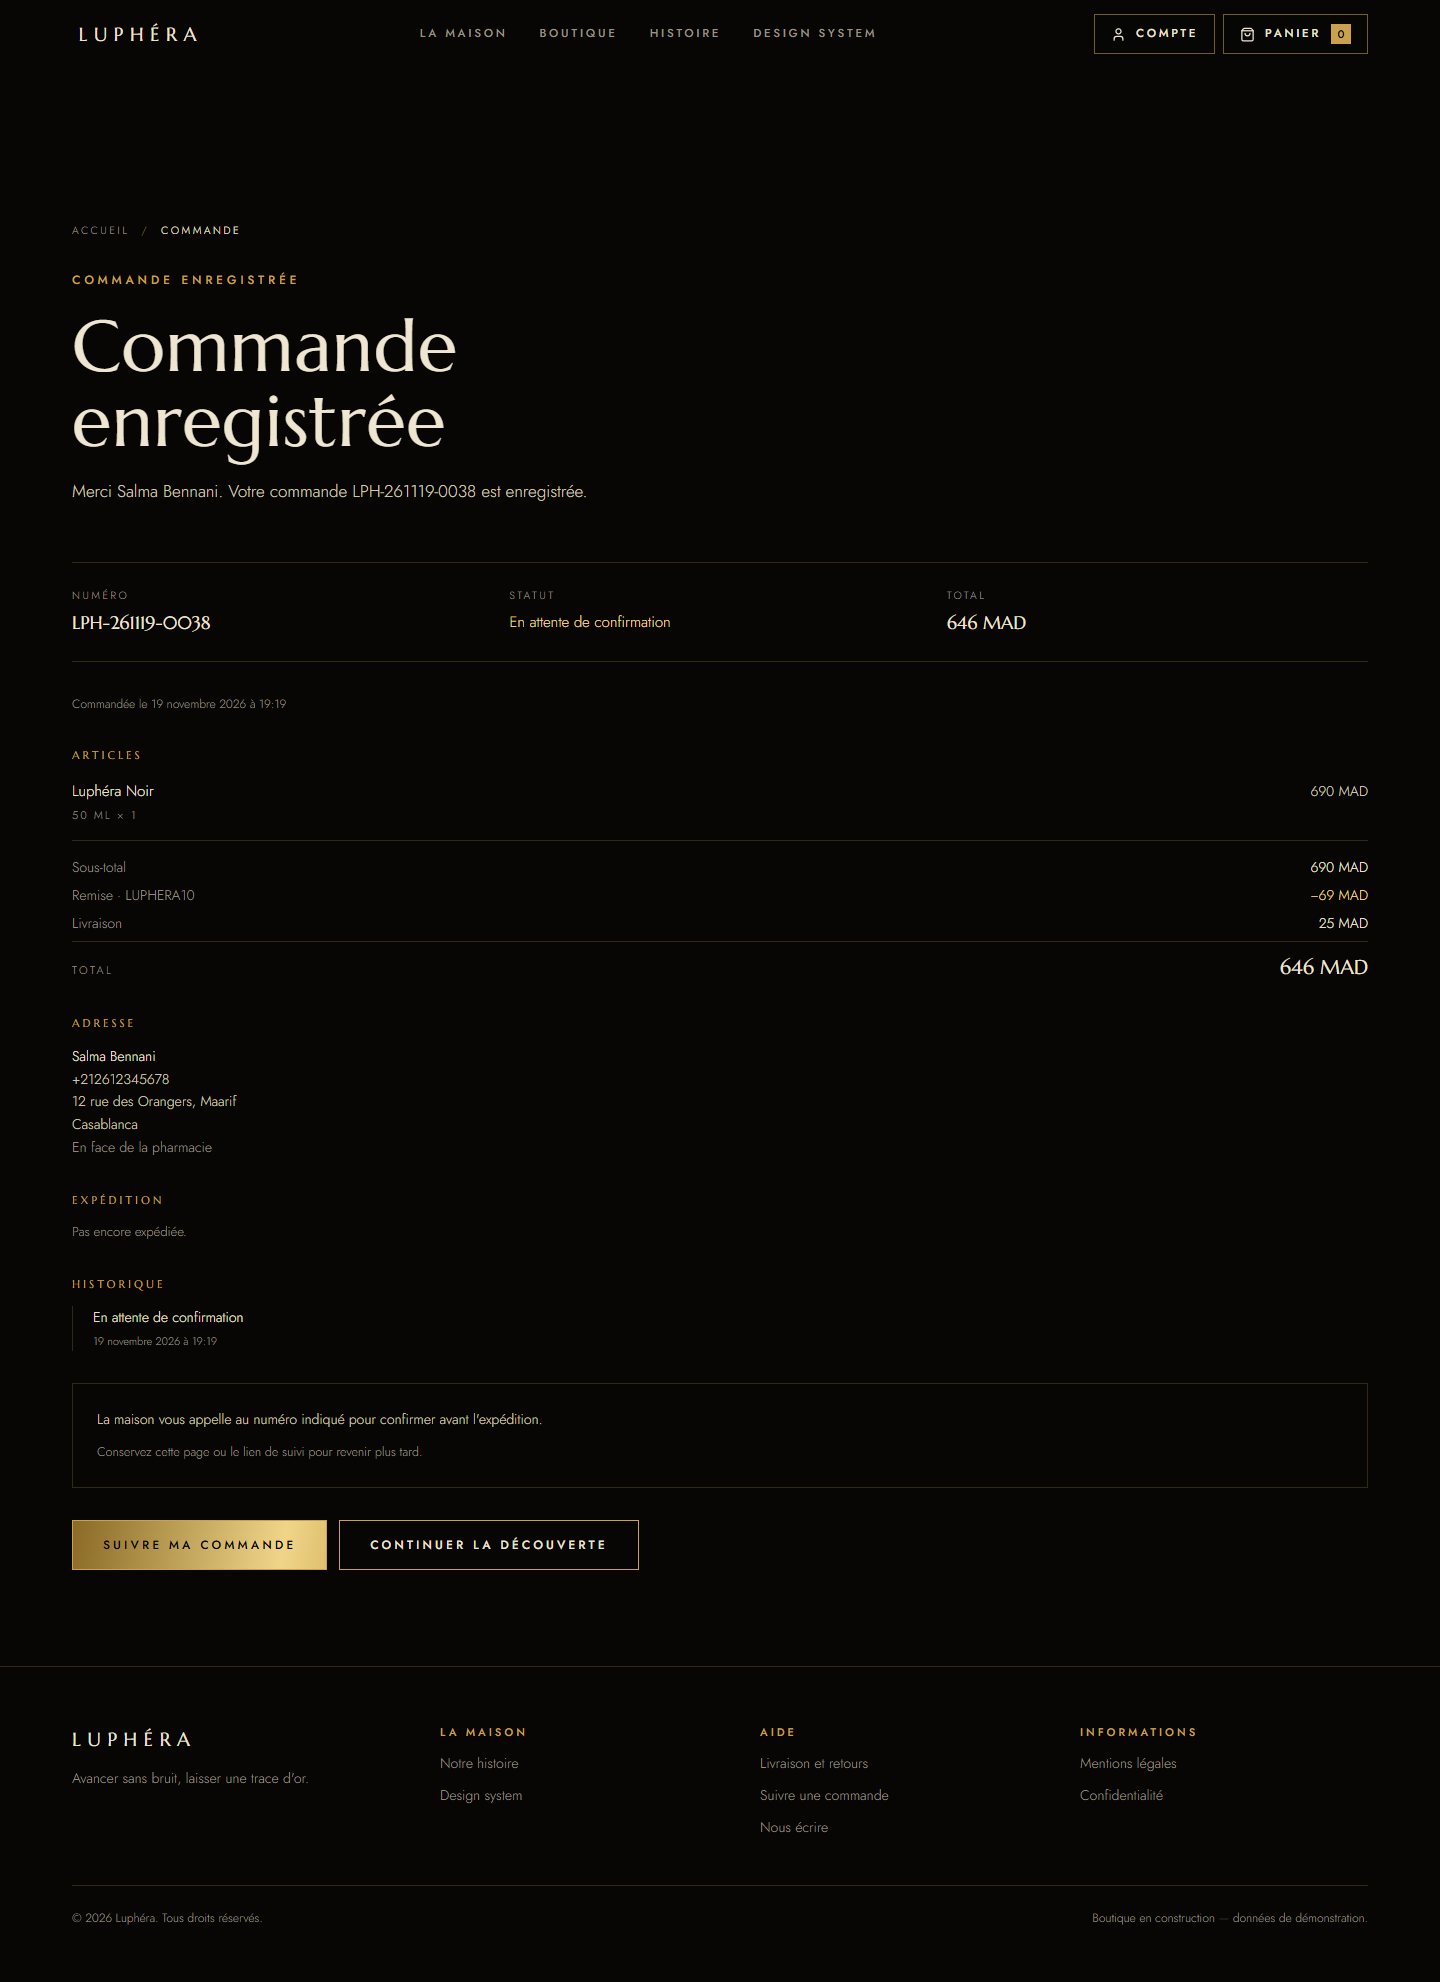 LUPHÉRA
LA MAISON
BOUTIQUE
HISTOIRE
DESIGN SYSTEM
COMPTE
PANIER 0
ACCUEIL / COMMANDE
COMMANDE ENREGISTRÉE
Commande
enregistrée
Merci Salma Bennani. Votre commande LPH-261119-0038 est enregistrée.
NUMÉRO
LPH-261119-0038
STATUT
En attente de confirmation
TOTAL
646 MAD
Commandée le 19 novembre 2026 à 19:19
ARTICLES
Luphéra Noir 690 MAD
50 ML × 1
Sous-total 690 MAD
Remise · LUPHERA10 −69 MAD
Livraison 25 MAD
TOTAL 646 MAD
ADRESSE
Salma Bennani
+212612345678
12 rue des Orangers, Maarif
Casablanca
En face de la pharmacie
EXPÉDITION
Pas encore expédiée.
HISTORIQUE
En attente de confirmation
19 novembre 2026 à 19:19
La maison vous appelle au numéro indiqué pour confirmer avant l'expédition.
Conservez cette page ou le lien de suivi pour revenir plus tard.
SUIVRE MA COMMANDE
CONTINUER LA DÉCOUVERTE
LUPHÉRA
Avancer sans bruit, laisser une trace d'or.
LA MAISON
Notre histoire
Design system
AIDE
Livraison et retours
Suivre une commande
Nous écrire
INFORMATIONS
Mentions légales
Confidentialité
© 2026 Luphéra. Tous droits réservés.
Boutique en construction — données de démonstration.